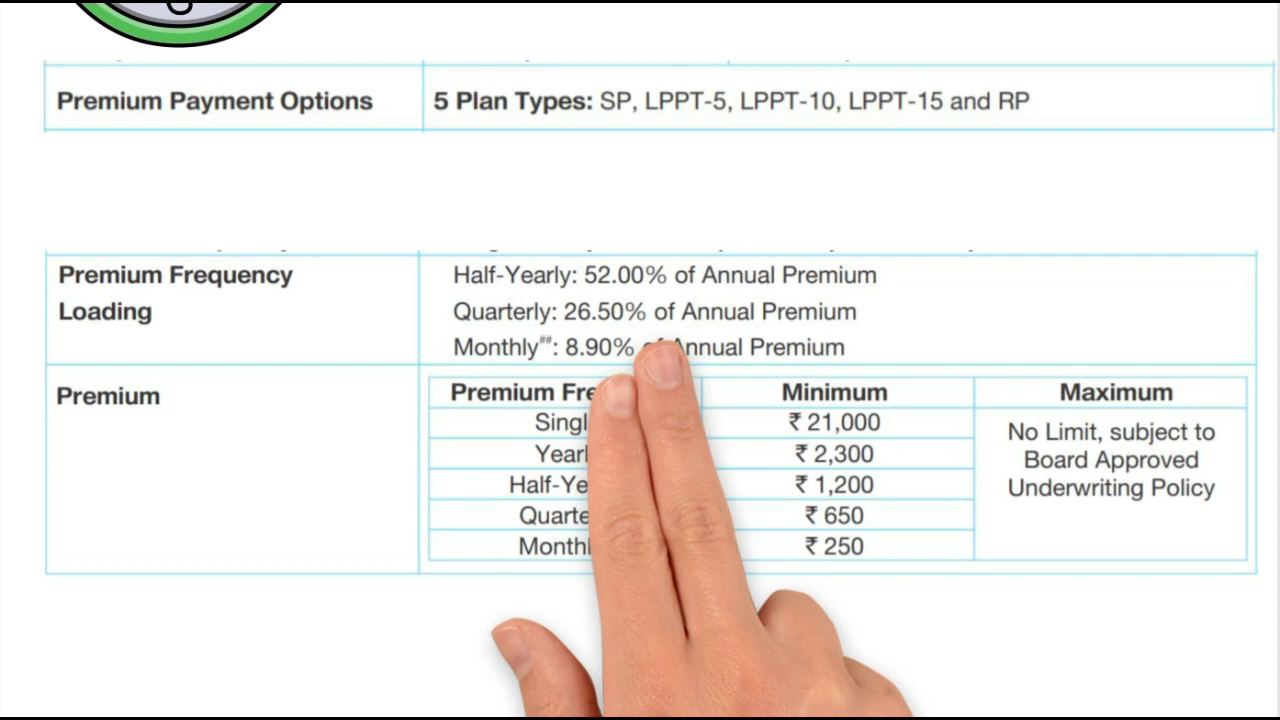 Premium Payment Options
5 Plan Types: SP, LPPT-5, LPPT-10, LPPT-15 and RP
Premium Frequency
Loading
Half-Yearly: 52.00% of Annual Premium
Quarterly: 26.50% of Annual Premium
Monthly##: 8.90% Annual Premium
Premium
Premium Minimum Maximum
₹ 21,000
₹ 2,300
₹ 1,200
₹ 650
₹ 250
No Limit, subject to
Board Approved
Underwriting Policy